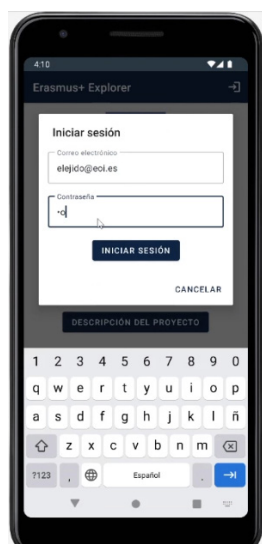 4:10
Erasmus+ Explorer
Iniciar sesión
Correo electrónico
elejido@eoi.es
Contraseña
•o
INICIAR SESIÓN
CANCELAR
DESCRIPCIÓN DEL PROYECTO
1 2 3 4 5 6 7 8 9 0
q w e r t y u i o p
a s d f g h j k l ñ
z x c v b n m
?123 , Español .